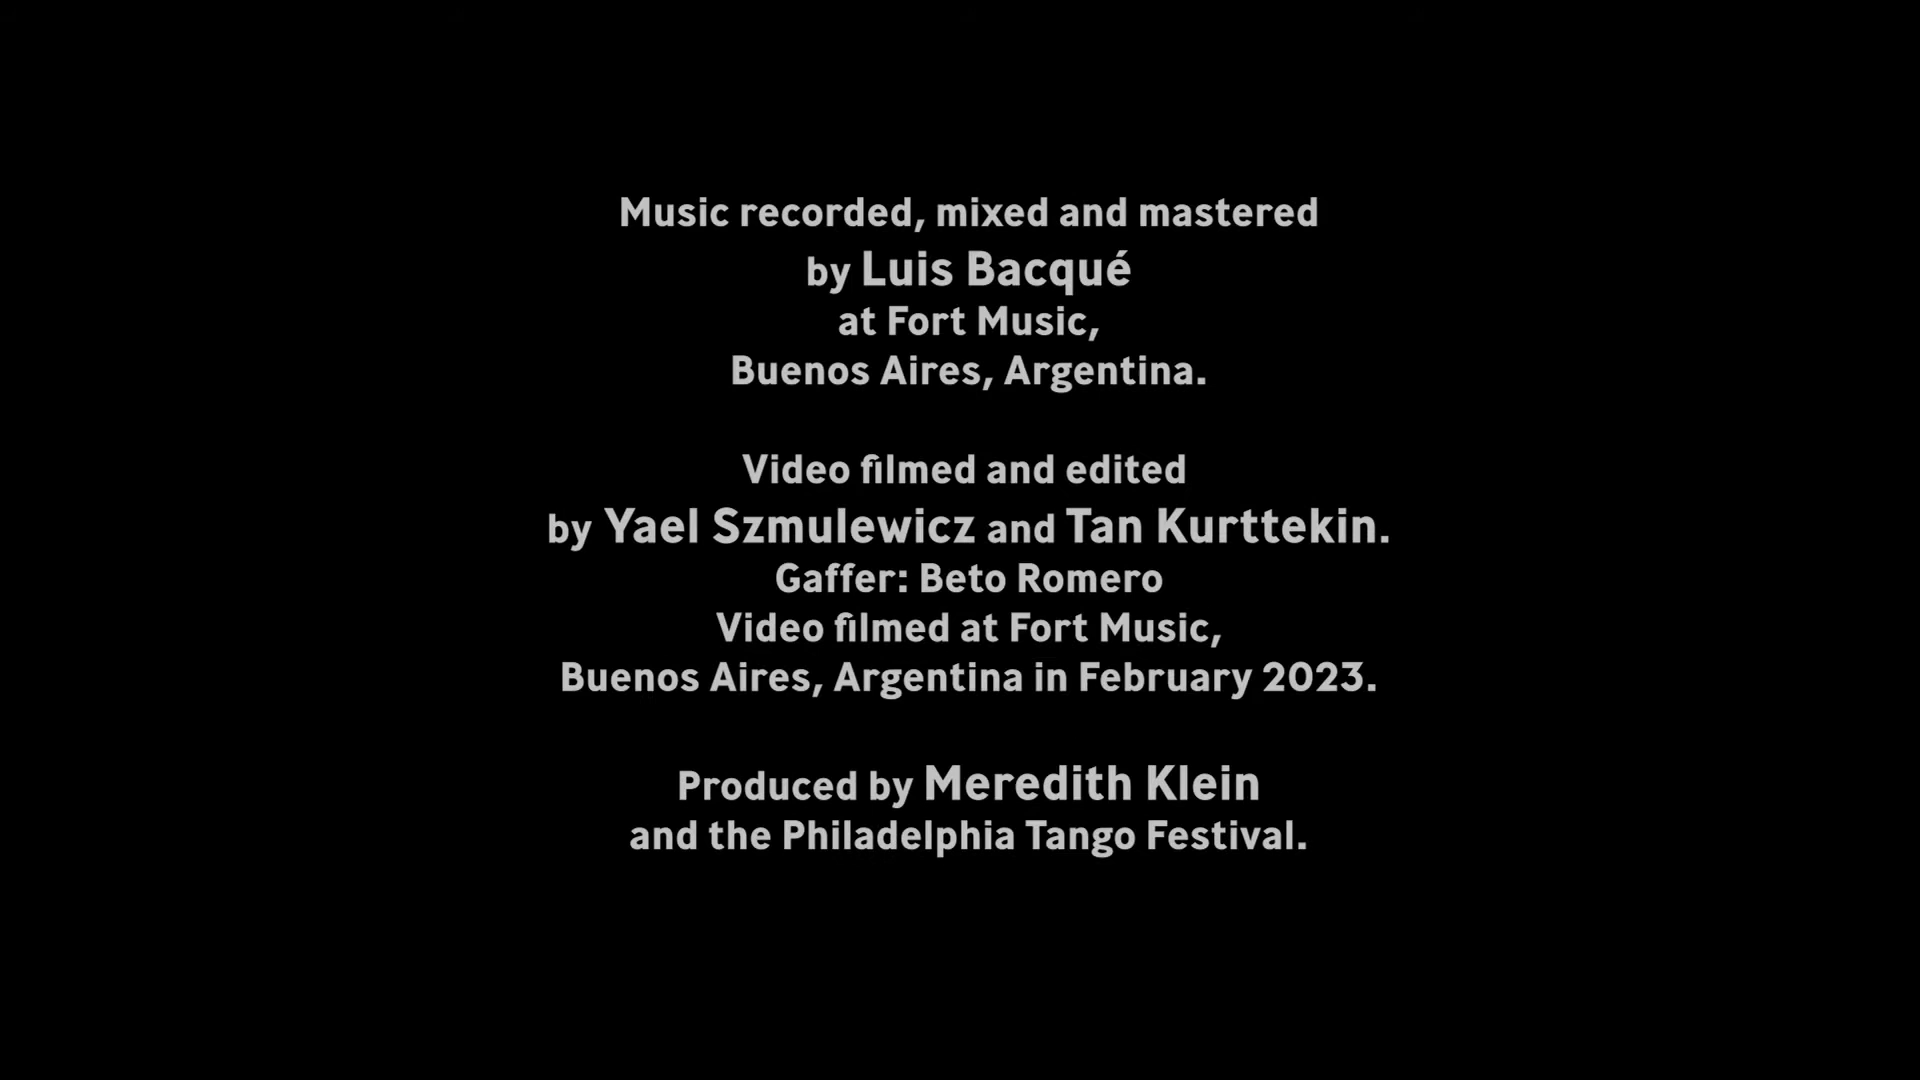 Music recorded, mixed and mastered
by Luis Bacqué
at Fort Music,
Buenos Aires, Argentina.
Video filmed and edited
by Yael Szmulewicz and Tan Kurttekin.
Gaffer: Beto Romero
Video filmed at Fort Music,
Buenos Aires, Argentina in February 2023.
Produced by Meredith Klein
and the Philadelphia Tango Festival.